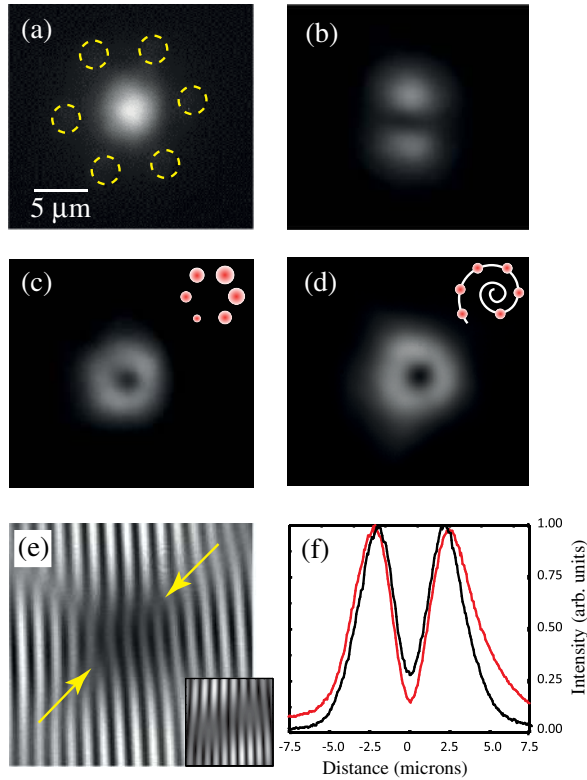 (a)
(b)
5 μm
(c)
(d)
(e)
(f)
1.00
0.75
0.50
0.25
0.00
Intensity (arb. units)
-7.5 -5.0 -2.5 0 2.5 5.0 7.5
Distance (microns)